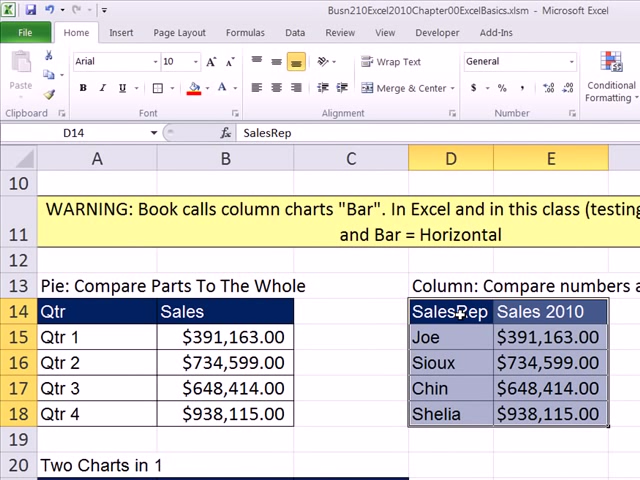 Busn210Excel2010Chapter00ExcelBasics.xlsm - Microsoft Excel
File Home Insert Page Layout Formulas Data Review View Developer Add-Ins
Arial 10 Wrap Text General
Paste B I U Merge & Center $ % , Conditional
Formatting
Clipboard Font Alignment Number
D14 fx SalesRep
A B C D E
10
WARNING: Book calls column charts "Bar". In Excel and in this class (testing
11 and Bar = Horizontal
12
13 Pie: Compare Parts To The Whole Column: Compare numbers a
14 Qtr Sales SalesRep Sales 2010
15 Qtr 1 $391,163.00 Joe $391,163.00
16 Qtr 2 $734,599.00 Sioux $734,599.00
17 Qtr 3 $648,414.00 Chin $648,414.00
18 Qtr 4 $938,115.00 Shelia $938,115.00
19
20 Two Charts in 1